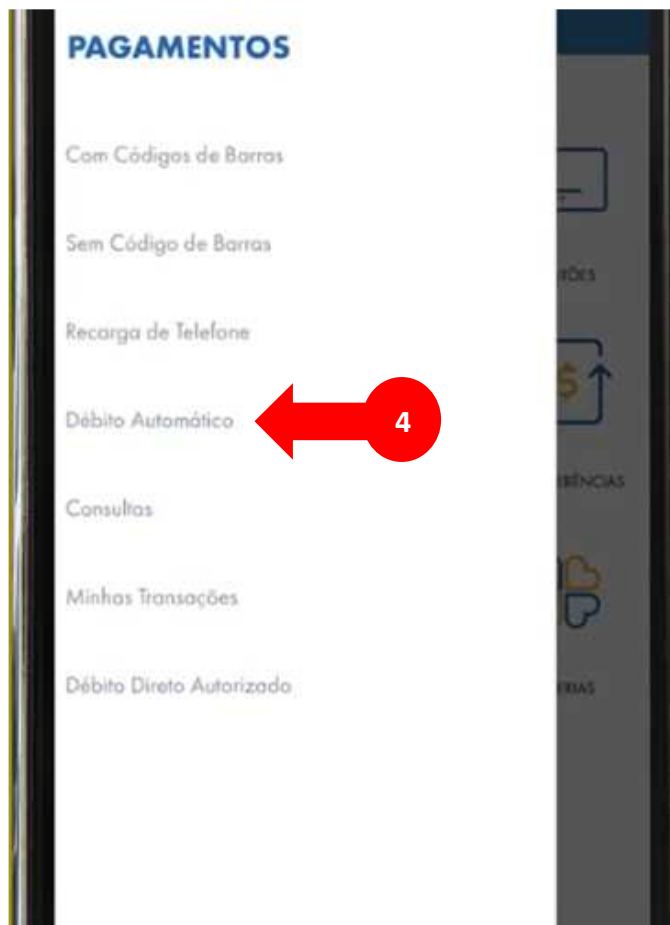 PAGAMENTOS
Com Códigos de Barras
Sem Código de Barras
Recarga de Telefone
$
Débito Automático
4
Consultas
Minhas Transações
Débito Direto Autorizado